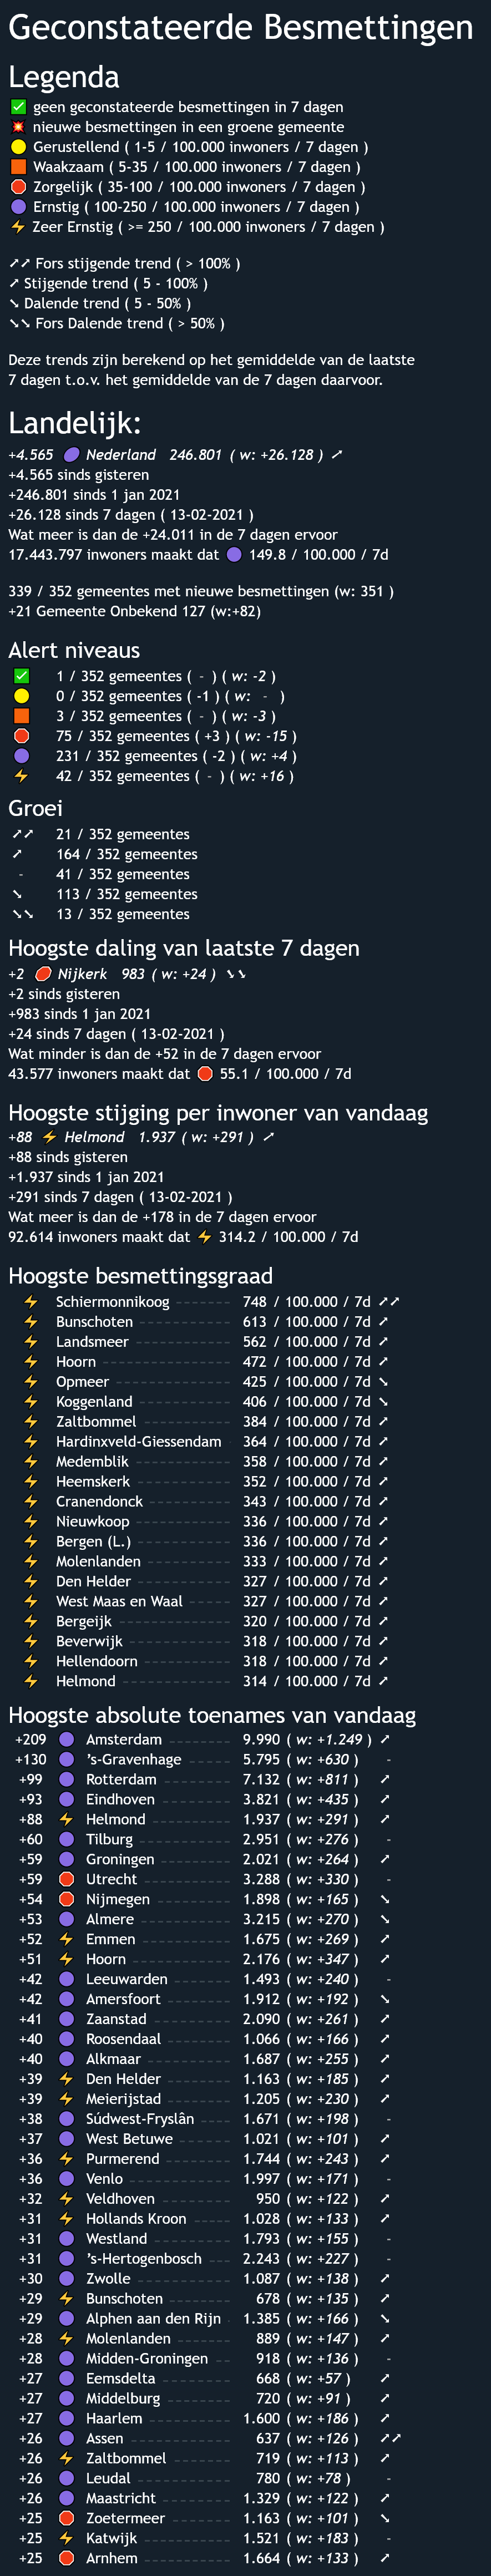 Geconstateerde Besmettingen
Legenda
✅ geen geconstateerde besmettingen in 7 dagen
💥 nieuwe besmettingen in een groene gemeente
🟡 Gerustellend ( 1-5 / 100.000 inwoners / 7 dagen )
🟧 Waakzaam ( 5-35 / 100.000 inwoners / 7 dagen )
🛑 Zorgelijk ( 35-100 / 100.000 inwoners / 7 dagen )
🟣 Ernstig ( 100-250 / 100.000 inwoners / 7 dagen )
⚡ Zeer Ernstig ( >= 250 / 100.000 inwoners / 7 dagen )
➚➚ Fors stijgende trend ( > 100% )
➚ Stijgende trend ( 5 - 100% )
➘ Dalende trend ( 5 - 50% )
➘➘ Fors Dalende trend ( > 50% )
Deze trends zijn berekend op het gemiddelde van de laatste
7 dagen t.o.v. het gemiddelde van de 7 dagen daarvoor.
Landelijk:
+4.565 🟣 Nederland 246.801 ( w: +26.128 ) ➚
+4.565 sinds gisteren
+246.801 sinds 1 jan 2021
+26.128 sinds 7 dagen ( 13-02-2021 )
Wat meer is dan de +24.011 in de 7 dagen ervoor
17.443.797 inwoners maakt dat 🟣 149.8 / 100.000 / 7d
339 / 352 gemeentes met nieuwe besmettingen (w: 351 )
+21 Gemeente Onbekend 127 (w:+82)
Alert niveaus
✅ 1 / 352 gemeentes ( - ) ( w: -2 )
🟡 0 / 352 gemeentes ( -1 ) ( w: - )
🟧 3 / 352 gemeentes ( - ) ( w: -3 )
🛑 75 / 352 gemeentes ( +3 ) ( w: -15 )
🟣 231 / 352 gemeentes ( -2 ) ( w: +4 )
⚡ 42 / 352 gemeentes ( - ) ( w: +16 )
Groei
➚➚ 21 / 352 gemeentes
➚ 164 / 352 gemeentes
- 41 / 352 gemeentes
➘ 113 / 352 gemeentes
➘➘ 13 / 352 gemeentes
Hoogste daling van laatste 7 dagen
+2 🛑 Nijkerk 983 ( w: +24 ) ➘➘
+2 sinds gisteren
+983 sinds 1 jan 2021
+24 sinds 7 dagen ( 13-02-2021 )
Wat minder is dan de +52 in de 7 dagen ervoor
43.577 inwoners maakt dat 🛑 55.1 / 100.000 / 7d
Hoogste stijging per inwoner van vandaag
+88 ⚡ Helmond 1.937 ( w: +291 ) ➚
+88 sinds gisteren
+1.937 sinds 1 jan 2021
+291 sinds 7 dagen ( 13-02-2021 )
Wat meer is dan de +178 in de 7 dagen ervoor
92.614 inwoners maakt dat ⚡ 314.2 / 100.000 / 7d
Hoogste besmettingsgraad
⚡ Schiermonnikoog 748 / 100.000 / 7d ➚➚
⚡ Bunschoten 613 / 100.000 / 7d ➚
⚡ Landsmeer 562 / 100.000 / 7d ➚
⚡ Hoorn 472 / 100.000 / 7d ➚
⚡ Opmeer 425 / 100.000 / 7d ➘
⚡ Koggenland 406 / 100.000 / 7d ➘
⚡ Zaltbommel 384 / 100.000 / 7d ➚
⚡ Hardinxveld-Giessendam 364 / 100.000 / 7d ➚
⚡ Medemblik 358 / 100.000 / 7d ➚
⚡ Heemskerk 352 / 100.000 / 7d ➚
⚡ Cranendonck 343 / 100.000 / 7d ➚
⚡ Nieuwkoop 336 / 100.000 / 7d ➚
⚡ Bergen (L.) 336 / 100.000 / 7d ➚
⚡ Molenlanden 333 / 100.000 / 7d ➚
⚡ Den Helder 327 / 100.000 / 7d ➚
⚡ West Maas en Waal 327 / 100.000 / 7d ➚
⚡ Bergeijk 320 / 100.000 / 7d ➚
⚡ Beverwijk 318 / 100.000 / 7d ➚
⚡ Hellendoorn 318 / 100.000 / 7d ➚
⚡ Helmond 314 / 100.000 / 7d ➚
Hoogste absolute toenames van vandaag
+209 🟣 Amsterdam 9.990 ( w: +1.249 ) ➚
+130 🟣 's-Gravenhage 5.795 ( w: +630 ) -
+99 🟣 Rotterdam 7.132 ( w: +811 ) ➚
+93 🟣 Eindhoven 3.821 ( w: +435 ) ➚
+88 ⚡ Helmond 1.937 ( w: +291 ) ➚
+60 🟣 Tilburg 2.951 ( w: +276 ) -
+59 🟣 Groningen 2.021 ( w: +264 ) ➚
+59 🛑 Utrecht 3.288 ( w: +330 ) -
+54 🛑 Nijmegen 1.898 ( w: +165 ) ➘
+53 🟣 Almere 3.215 ( w: +270 ) ➘
+52 ⚡ Emmen 1.675 ( w: +269 ) ➚
+51 ⚡ Hoorn 2.176 ( w: +347 ) ➚
+42 🟣 Leeuwarden 1.493 ( w: +240 ) -
+42 🟣 Amersfoort 1.912 ( w: +192 ) ➘
+41 🟣 Zaanstad 2.090 ( w: +261 ) ➚
+40 🟣 Roosendaal 1.066 ( w: +166 ) ➚
+40 🟣 Alkmaar 1.687 ( w: +255 ) ➚
+39 ⚡ Den Helder 1.163 ( w: +185 ) ➚
+39 ⚡ Meierijstad 1.205 ( w: +230 ) ➚
+38 🟣 Súdwest-Fryslân 1.671 ( w: +198 ) -
+37 🟣 West Betuwe 1.021 ( w: +101 ) ➚
+36 ⚡ Purmerend 1.744 ( w: +243 ) ➚
+36 🟣 Venlo 1.997 ( w: +171 ) -
+32 ⚡ Veldhoven 950 ( w: +122 ) ➚
+31 ⚡ Hollands Kroon 1.028 ( w: +133 ) ➚
+31 🟣 Westland 1.793 ( w: +155 ) -
+31 🟣 's-Hertogenbosch 2.243 ( w: +227 ) -
+30 🟣 Zwolle 1.087 ( w: +138 ) ➚
+29 ⚡ Bunschoten 678 ( w: +135 ) ➚
+29 🟣 Alphen aan den Rijn 1.385 ( w: +166 ) ➘
+28 ⚡ Molenlanden 889 ( w: +147 ) ➚
+28 🟣 Midden-Groningen 918 ( w: +136 ) -
+27 🟣 Eemsdelta 668 ( w: +57 ) ➚
+27 🟣 Middelburg 720 ( w: +91 ) ➚
+27 🟣 Haarlem 1.600 ( w: +186 ) ➚
+26 🟣 Assen 637 ( w: +126 ) ➚➚
+26 ⚡ Zaltbommel 719 ( w: +113 ) ➚
+26 🟣 Leudal 780 ( w: +78 ) -
+26 🟣 Maastricht 1.329 ( w: +122 ) ➚
+25 🛑 Zoetermeer 1.163 ( w: +101 ) ➘
+25 ⚡ Katwijk 1.521 ( w: +183 ) -
+25 🛑 Arnhem 1.664 ( w: +133 ) ➚